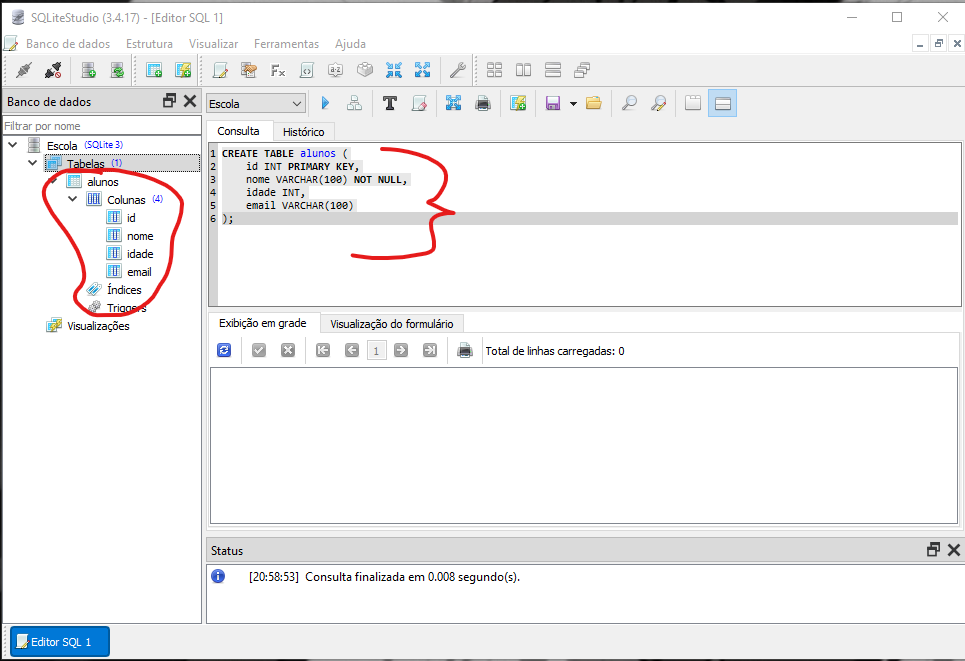 SQLiteStudio (3.4.17) - [Editor SQL 1]
Banco de dados Estrutura Visualizar Ferramentas Ajuda
Banco de dados
Filtrar por nome
Escola (SQLite 3)
Tabelas (1)
alunos
Colunas (4)
id
nome
idade
email
Índices
Triggers
Visualizações
Escola
Consulta Histórico
1 CREATE TABLE alunos (
2 id INT PRIMARY KEY,
3 nome VARCHAR(100) NOT NULL,
4 idade INT,
5 email VARCHAR(100)
6 );
Exibição em grade Visualização do formulário
1 Total de linhas carregadas: 0
Status
[20:58:53] Consulta finalizada em 0.008 segundo(s).
Editor SQL 1